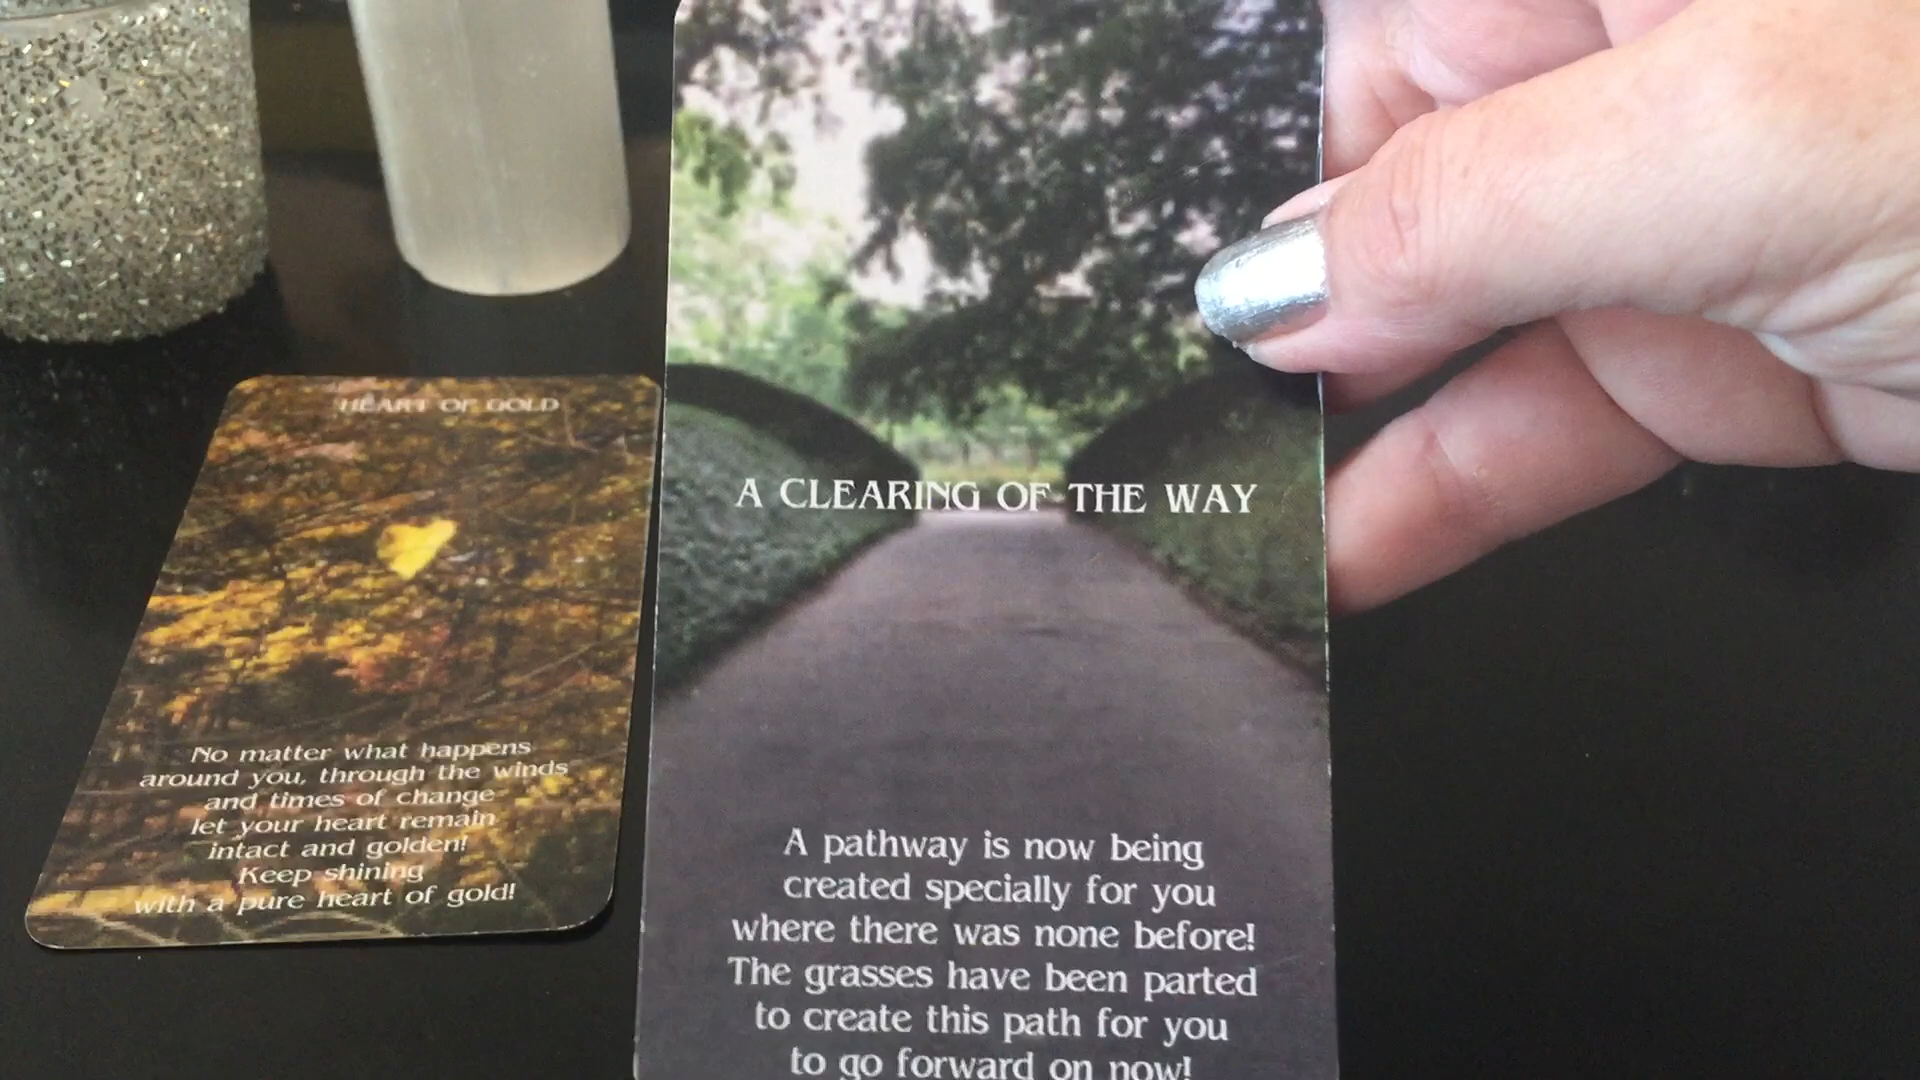 HEART OF GOLD
No matter what happens
around you, through the winds
and times of change
let your heart remain
intact and golden!
Keep shining
with a pure heart of gold!
A CLEARING OF THE WAY
A pathway is now being
created specially for you
where there was none before!
The grasses have been parted
to create this path for you
to go forward on now!